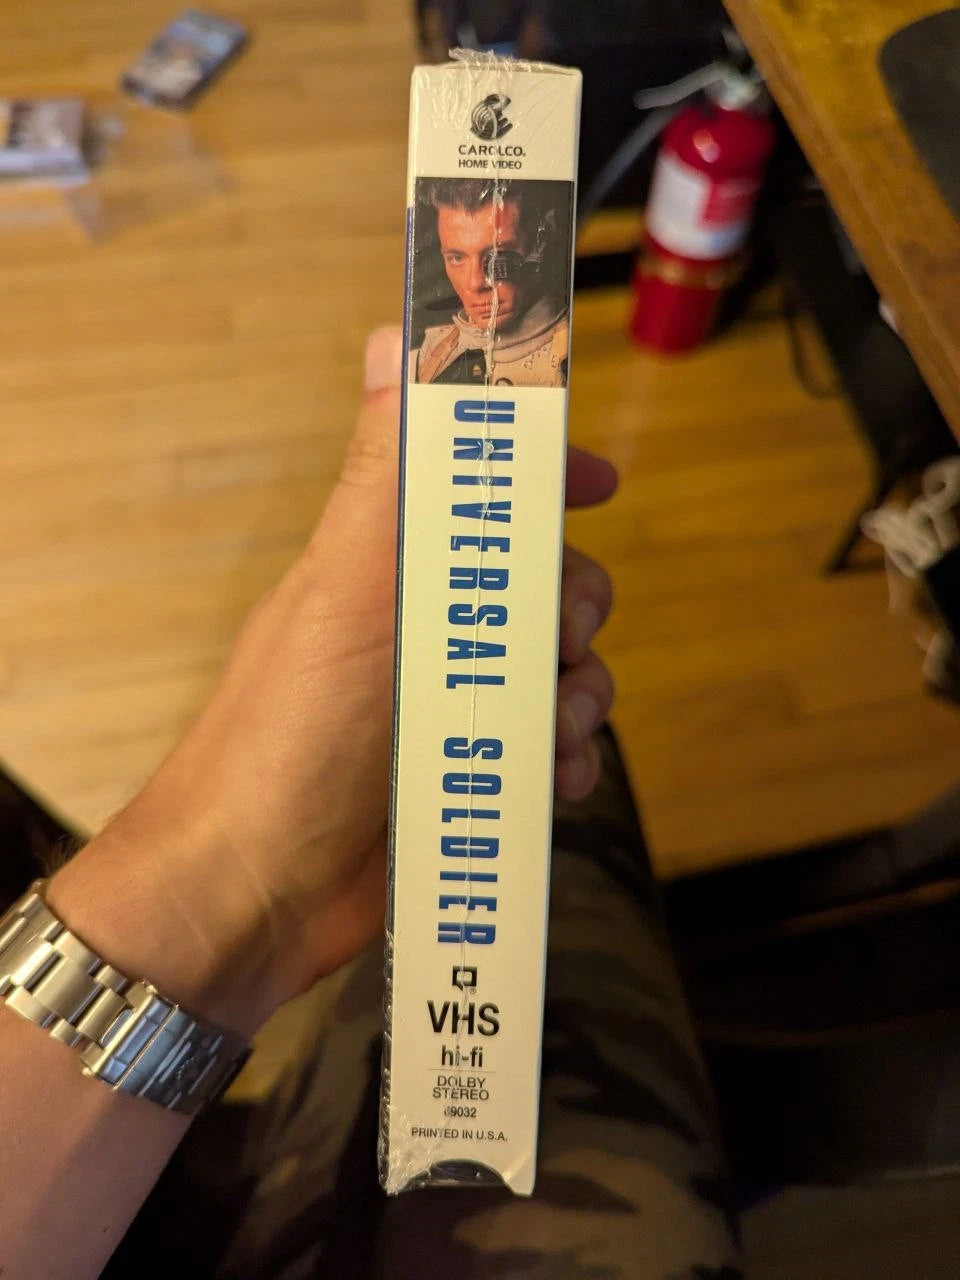 CAROLCO®
HOME VIDEO
UNIVERSAL SOLDIER
®
VHS
hi-fi
DOLBY
STEREO
69032
PRINTED IN U.S.A.